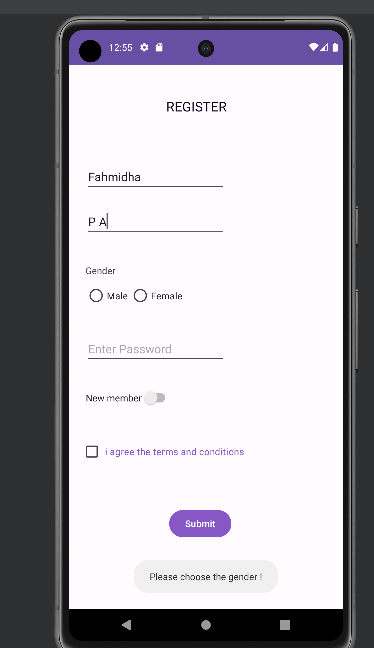 12:55
REGISTER
Fahmidha
P A
Gender
Male Female
Enter Password
New member
i agree the terms and conditions
Submit
Please choose the gender !